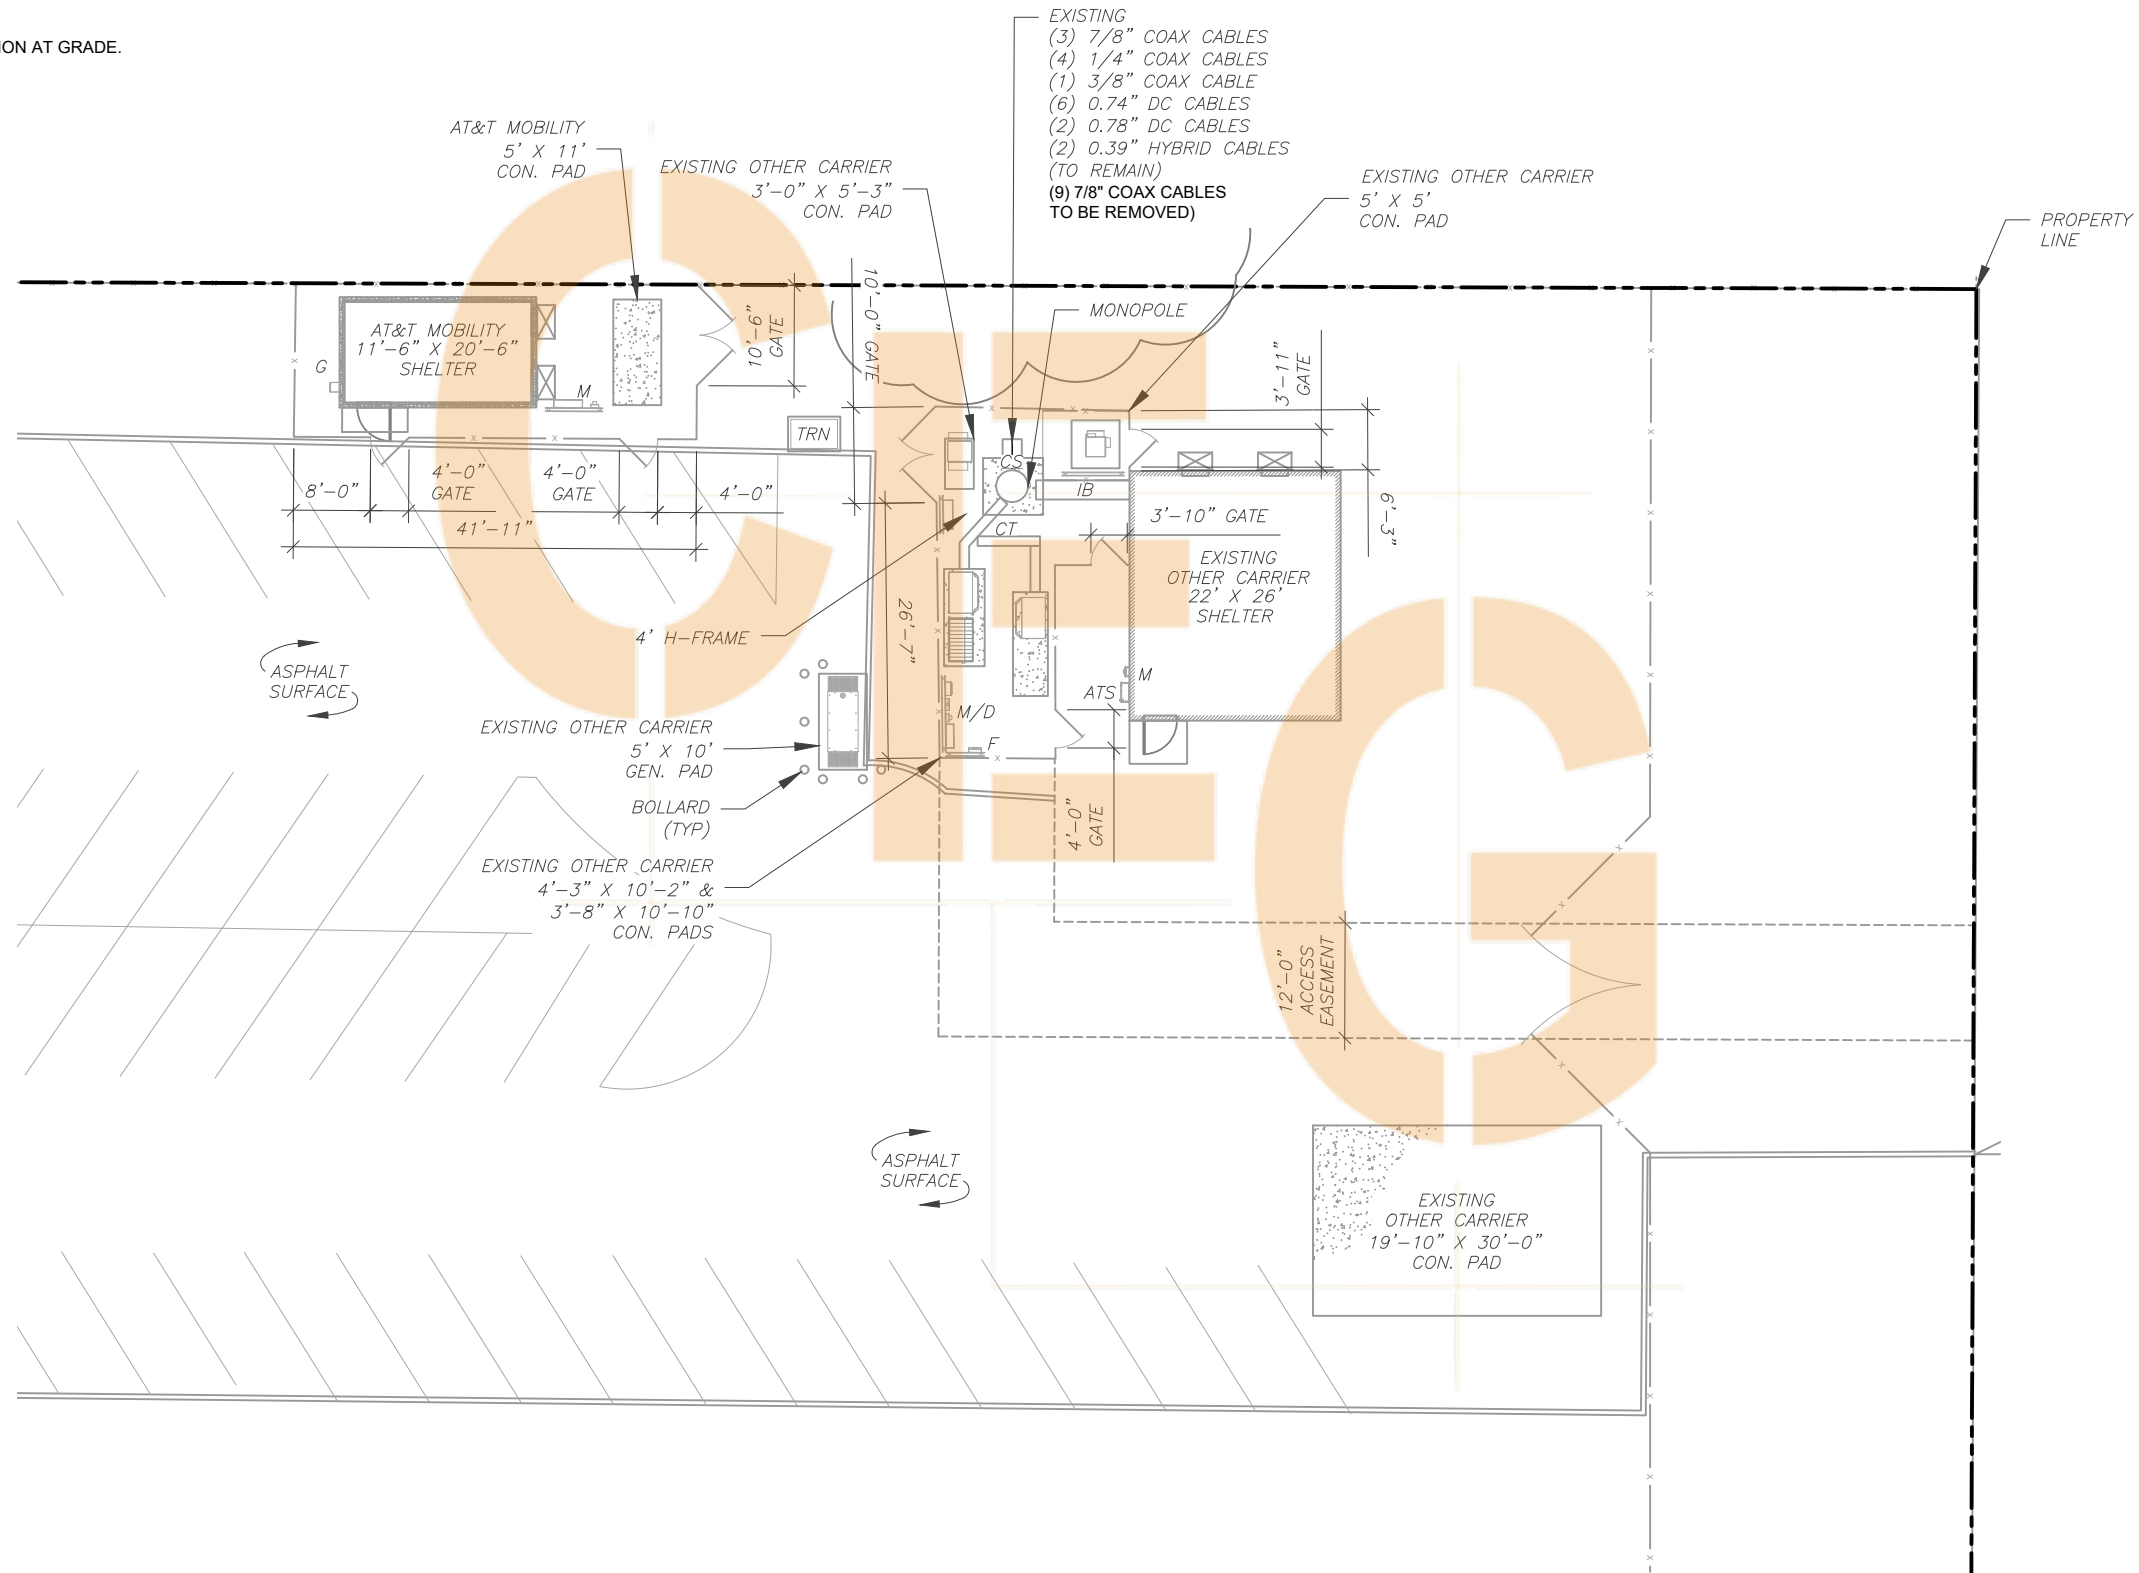 ION AT GRADE.
EXISTING
(3) 7/8" COAX CABLES
(4) 1/4" COAX CABLES
(1) 3/8" COAX CABLE
(6) 0.74" DC CABLES
(2) 0.78" DC CABLES
(2) 0.39" HYBRID CABLES
(TO REMAIN)
(9) 7/8" COAX CABLES
TO BE REMOVED)
AT&T MOBILITY
5' X 11'
CON. PAD
EXISTING OTHER CARRIER
3'-0" X 5'-3"
CON. PAD
EXISTING OTHER CARRIER
5' X 5'
CON. PAD
PROPERTY
LINE
MONOPOLE
AT&T MOBILITY
11'-6" X 20'-6"
SHELTER
G
M
10'-6"
GATE
10'-0" GATE
3'-11"
GATE
TRN
CS
IB
CT
8'-0"
4'-0"
GATE
4'-0"
GATE
4'-0"
41'-11"
6'-3"
3'-10" GATE
EXISTING
OTHER CARRIER
22' X 26'
SHELTER
26'-7"
4' H-FRAME
ASPHALT
SURFACE
M
ATS
M/D
F
EXISTING OTHER CARRIER
5' X 10'
GEN. PAD
BOLLARD
(TYP)
4'-0"
GATE
EXISTING OTHER CARRIER
4'-3" X 10'-2" &
3'-8" X 10'-10"
CON. PADS
12'-0"
ACCESS
EASEMENT
ASPHALT
SURFACE
EXISTING
OTHER CARRIER
19'-10" X 30'-0"
CON. PAD
CIEG